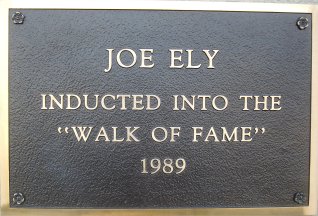 JOE ELY
INDUCTED INTO THE
"WALK OF FAME"
1989